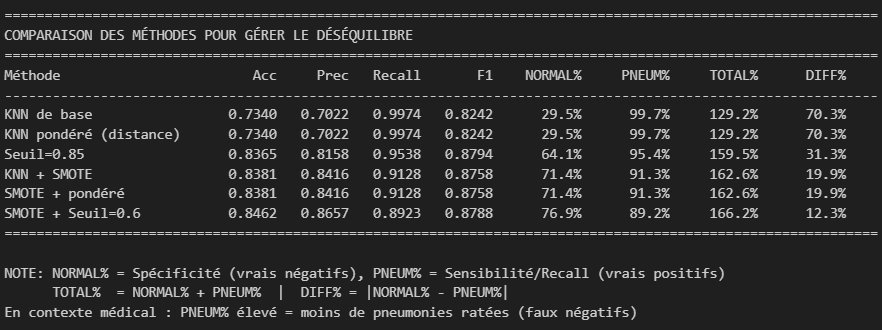 ================================================================================================================
COMPARAISON DES MÉTHODES POUR GÉRER LE DÉSÉQUILIBRE
================================================================================================================
Méthode Acc Prec Recall F1 NORMAL% PNEUM% TOTAL% DIFF%
----------------------------------------------------------------------------------------------------------------
KNN de base 0.7340 0.7022 0.9974 0.8242 29.5% 99.7% 129.2% 70.3%
KNN pondéré (distance) 0.7340 0.7022 0.9974 0.8242 29.5% 99.7% 129.2% 70.3%
Seuil=0.85 0.8365 0.8158 0.9538 0.8794 64.1% 95.4% 159.5% 31.3%
KNN + SMOTE 0.8381 0.8416 0.9128 0.8758 71.4% 91.3% 162.6% 19.9%
SMOTE + pondéré 0.8381 0.8416 0.9128 0.8758 71.4% 91.3% 162.6% 19.9%
SMOTE + Seuil=0.6 0.8462 0.8657 0.8923 0.8788 76.9% 89.2% 166.2% 12.3%
================================================================================================================
NOTE: NORMAL% = Spécificité (vrais négatifs), PNEUM% = Sensibilité/Recall (vrais positifs)
TOTAL% = NORMAL% + PNEUM% | DIFF% = |NORMAL% - PNEUM%|
En contexte médical : PNEUM% élevé = moins de pneumonies ratées (faux négatifs)